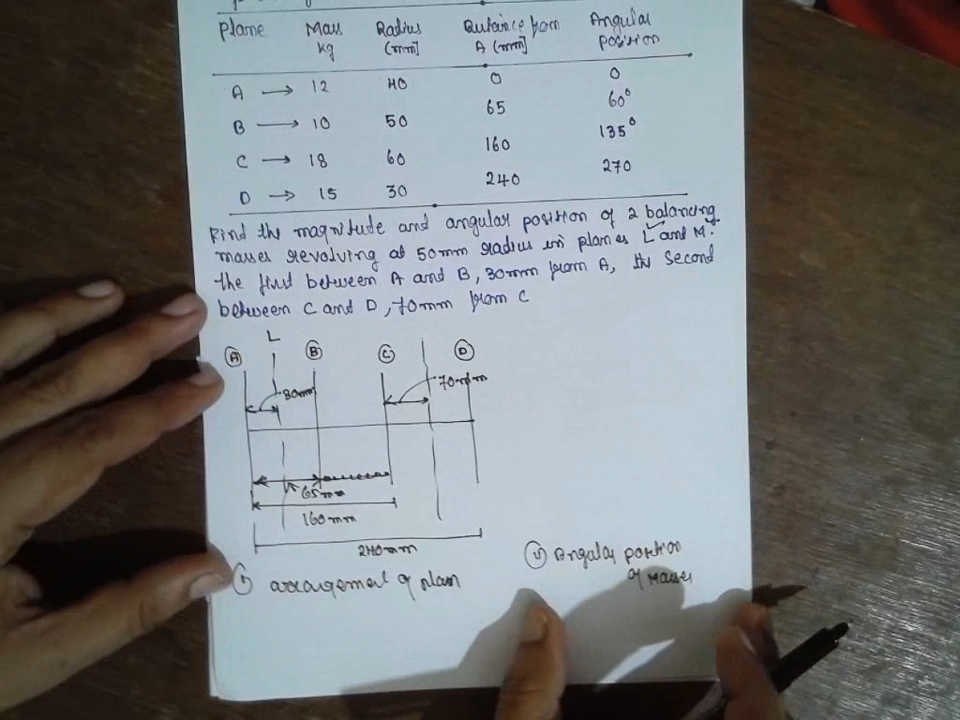 Plane Mass Radius Distance from Angular
kg (mm) A (mm) position
A → 12 40 0 0
B → 10 50 65 60°
C → 18 60 160 135°
D → 15 30 240 270
Find the magnitude and angular position of 2 balancing
masses revolving at 50mm radius in planes L and M.
the first between A and B, 30mm from A, the second
between C and D, 70mm from C
L
A B C D
30mm 70mm
65mm
160mm
240mm
arrangement of plan
Angular position
of masses